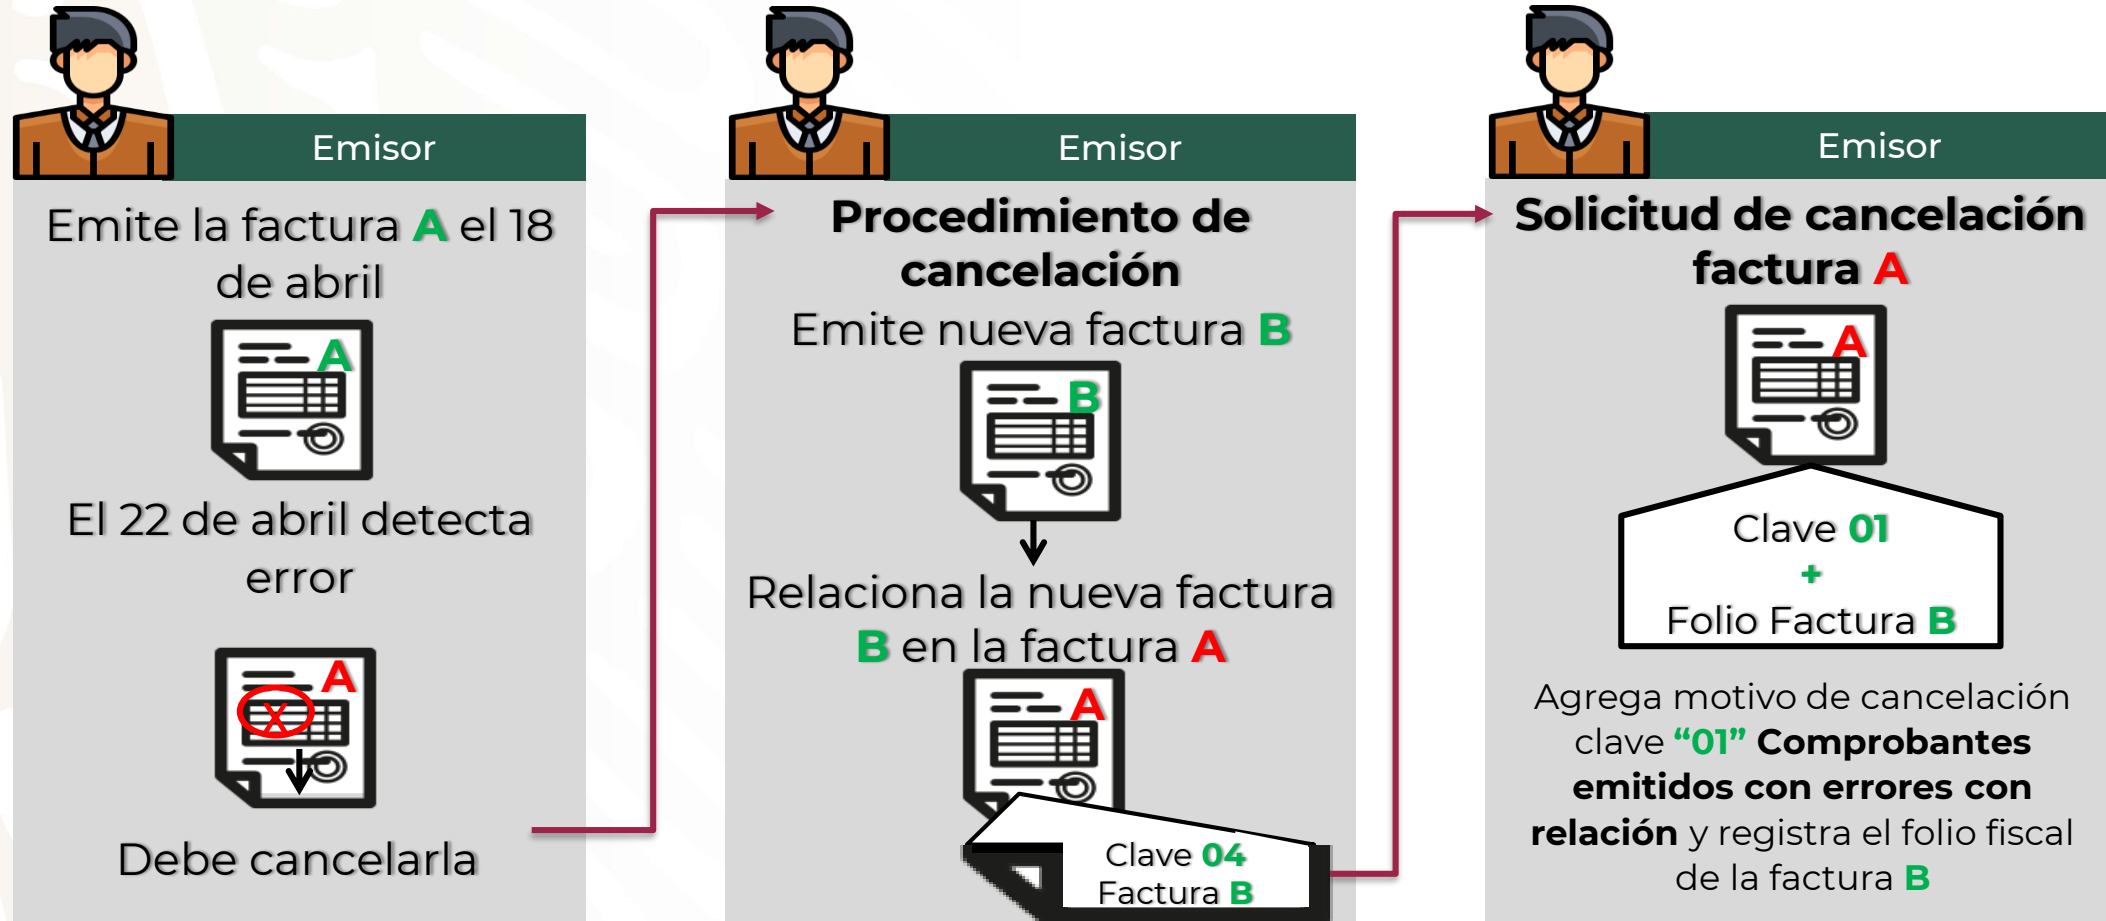 Emisor
Emite la factura A el 18
de abril
A
El 22 de abril detecta
error
A
X
Debe cancelarla
Emisor
Procedimiento de
cancelación
Emite nueva factura B
B
Relaciona la nueva factura
B en la factura A
A
Clave 04
Factura B
Emisor
Solicitud de cancelación
factura A
A
Clave 01
+
Folio Factura B
Agrega motivo de cancelación
clave “01” Comprobantes
emitidos con errores con
relación y registra el folio fiscal
de la factura B